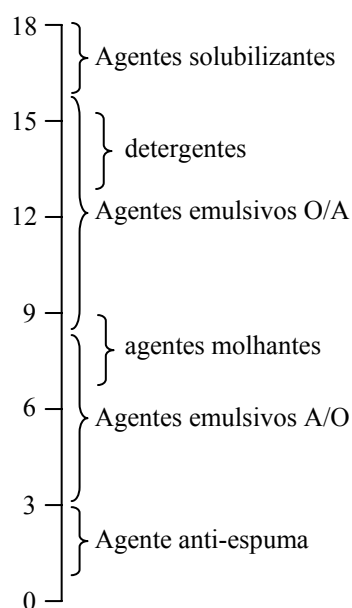 18
Agentes solubilizantes
15
detergentes
12
Agentes emulsivos O/A
9
agentes molhantes
6
Agentes emulsivos A/O
3
Agente anti-espuma
0